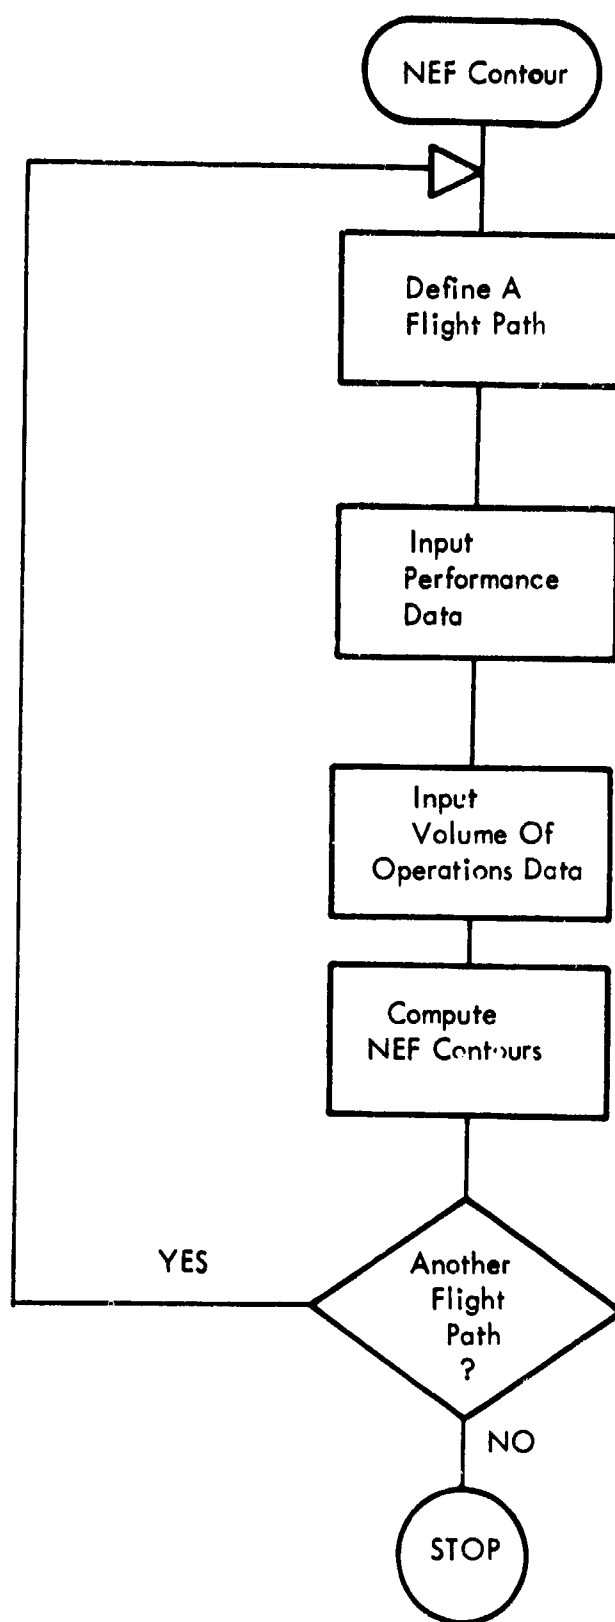 NEF Contour
Define A
Flight Path
Input
Performance
Data
Input
Volume Of
Operations Data
Compute
NEF Contours
YES
Another
Flight
Path
?
NO
STOP